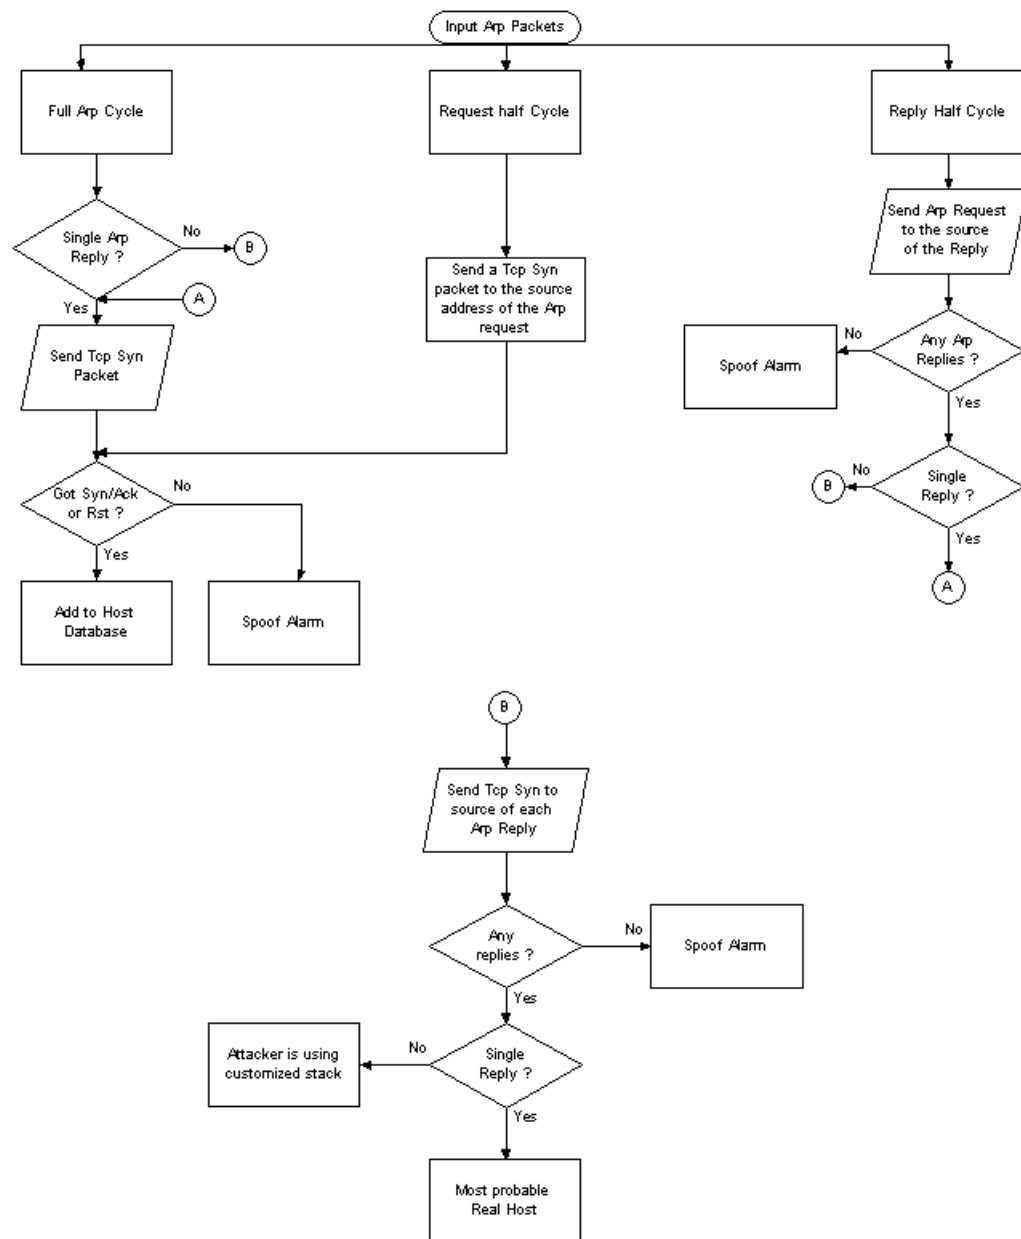 Input Arp Packets
Full Arp Cycle
Request half Cycle
Reply Half Cycle
Single Arp
Reply ?
No
B
Yes
A
Send Tcp Syn
Packet
Send a Tcp Syn
packet to the source
address of the Arp
request
Send Arp Request
to the source
of the Reply
Any Arp
Replies ?
No
Spoof Alarm
Yes
Single
Reply ?
No
B
Yes
A
Got Syn/Ack
or Rst ?
No
Yes
Add to Host
Database
Spoof Alarm
B
Send Tcp Syn to
source of each
Arp Reply
Any
replies ?
No
Spoof Alarm
Yes
Single
Reply ?
No
Attacker is using
customized stack
Yes
Most probable
Real Host